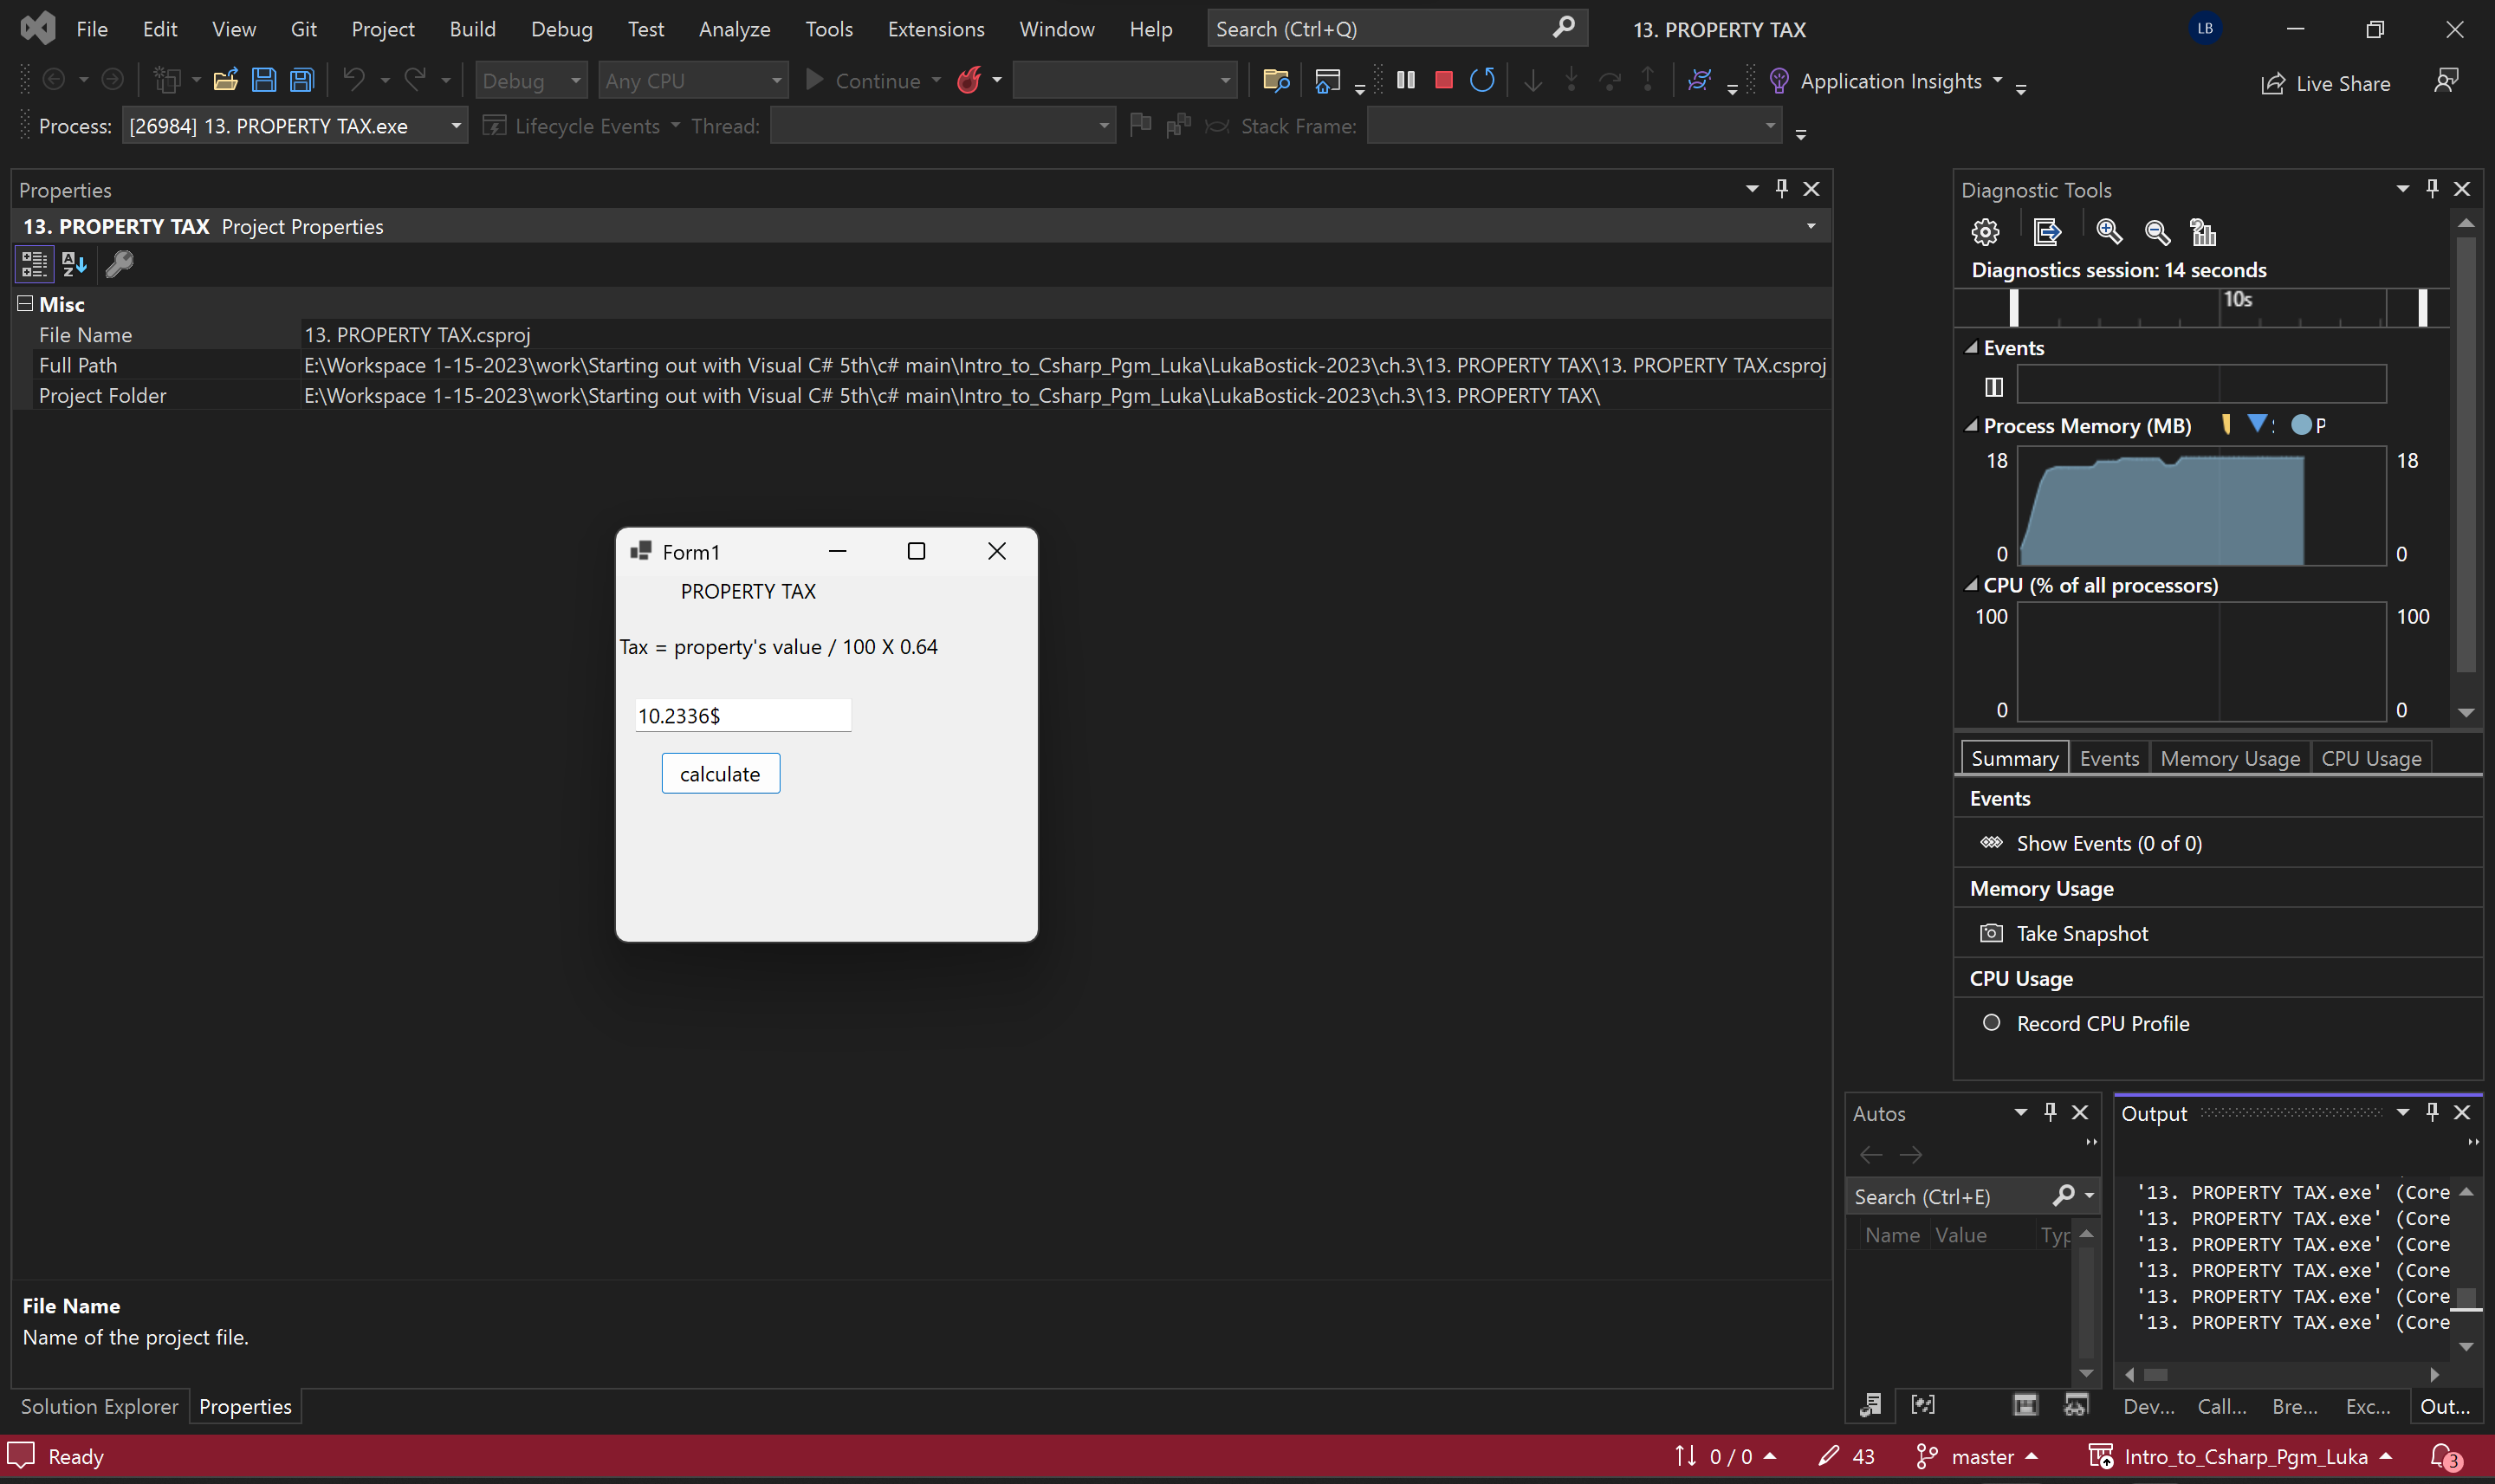 File Edit View Git Project Build Debug Test Analyze Tools Extensions Window Help Search (Ctrl+Q) 13. PROPERTY TAX LB
Debug Any CPU Continue Application Insights Live Share
Process: [26984] 13. PROPERTY TAX.exe Lifecycle Events Thread: Stack Frame:
Properties
13. PROPERTY TAX Project Properties
Misc
File Name 13. PROPERTY TAX.csproj
Full Path E:\Workspace 1-15-2023\work\Starting out with Visual C# 5th\c# main\Intro_to_Csharp_Pgm_Luka\LukaBostick-2023\ch.3\13. PROPERTY TAX\13. PROPERTY TAX.csproj
Project Folder E:\Workspace 1-15-2023\work\Starting out with Visual C# 5th\c# main\Intro_to_Csharp_Pgm_Luka\LukaBostick-2023\ch.3\13. PROPERTY TAX\
Form1
PROPERTY TAX
Tax = property's value / 100 X 0.64
10.2336$
calculate
File Name
Name of the project file.
Solution Explorer Properties
Diagnostic Tools
Diagnostics session: 14 seconds
10s
Events
Process Memory (MB) P
18 18
0 0
CPU (% of all processors)
100 100
0 0
Summary Events Memory Usage CPU Usage
Events
Show Events (0 of 0)
Memory Usage
Take Snapshot
CPU Usage
Record CPU Profile
Autos
Search (Ctrl+E)
Name Value Typ
Output
'13. PROPERTY TAX.exe' (Core
'13. PROPERTY TAX.exe' (Core
'13. PROPERTY TAX.exe' (Core
'13. PROPERTY TAX.exe' (Core
'13. PROPERTY TAX.exe' (Core
'13. PROPERTY TAX.exe' (Core
Dev... Call... Bre... Exc... Out...
Ready 0 / 0 43 master Intro_to_Csharp_Pgm_Luka 3